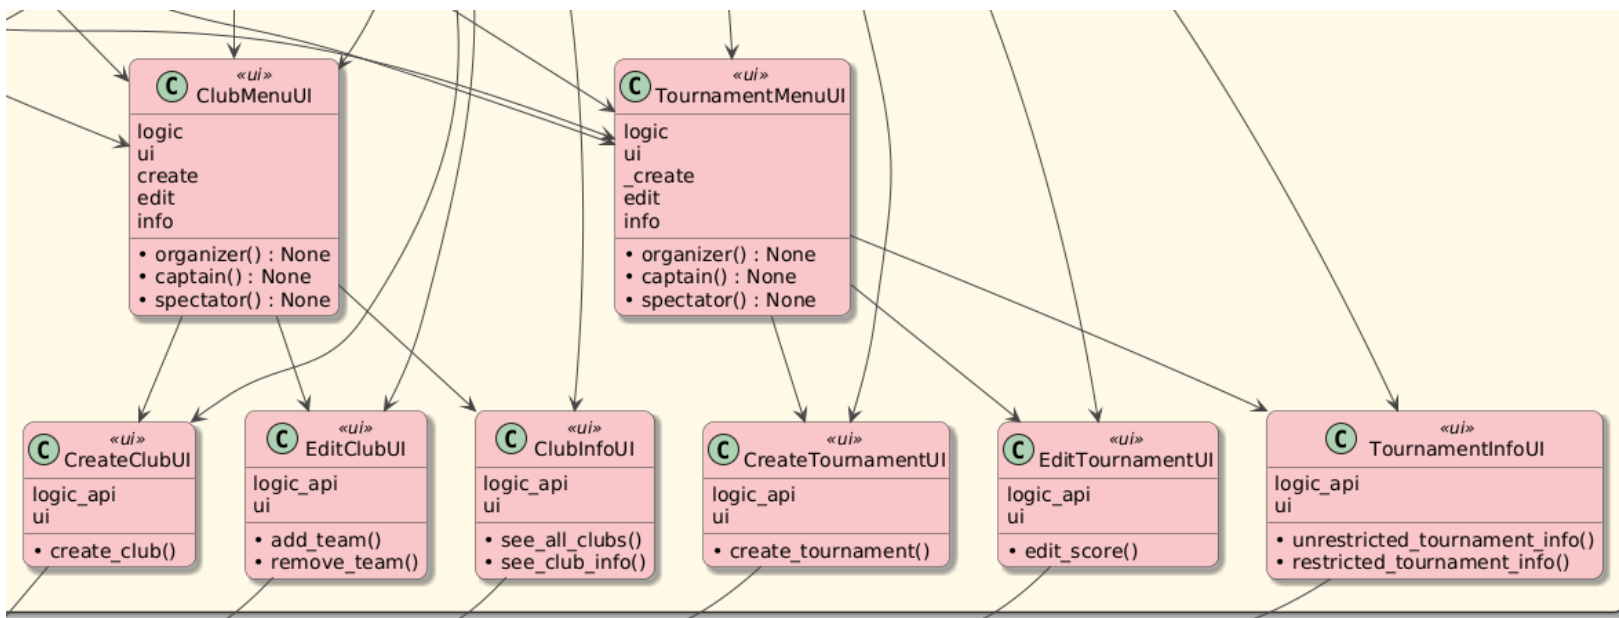 C
«ui»
ClubMenuUI
logic
ui
create
edit
info
• organizer() : None
• captain() : None
• spectator() : None
C
«ui»
TournamentMenuUI
logic
ui
_create
edit
info
• organizer() : None
• captain() : None
• spectator() : None
C
«ui»
CreateClubUI
logic_api
ui
• create_club()
C
«ui»
EditClubUI
logic_api
ui
• add_team()
• remove_team()
C
«ui»
ClubInfoUI
logic_api
ui
• see_all_clubs()
• see_club_info()
C
«ui»
CreateTournamentUI
logic_api
ui
• create_tournament()
C
«ui»
EditTournamentUI
logic_api
ui
• edit_score()
C
«ui»
TournamentInfoUI
logic_api
ui
• unrestricted_tournament_info()
• restricted_tournament_info()